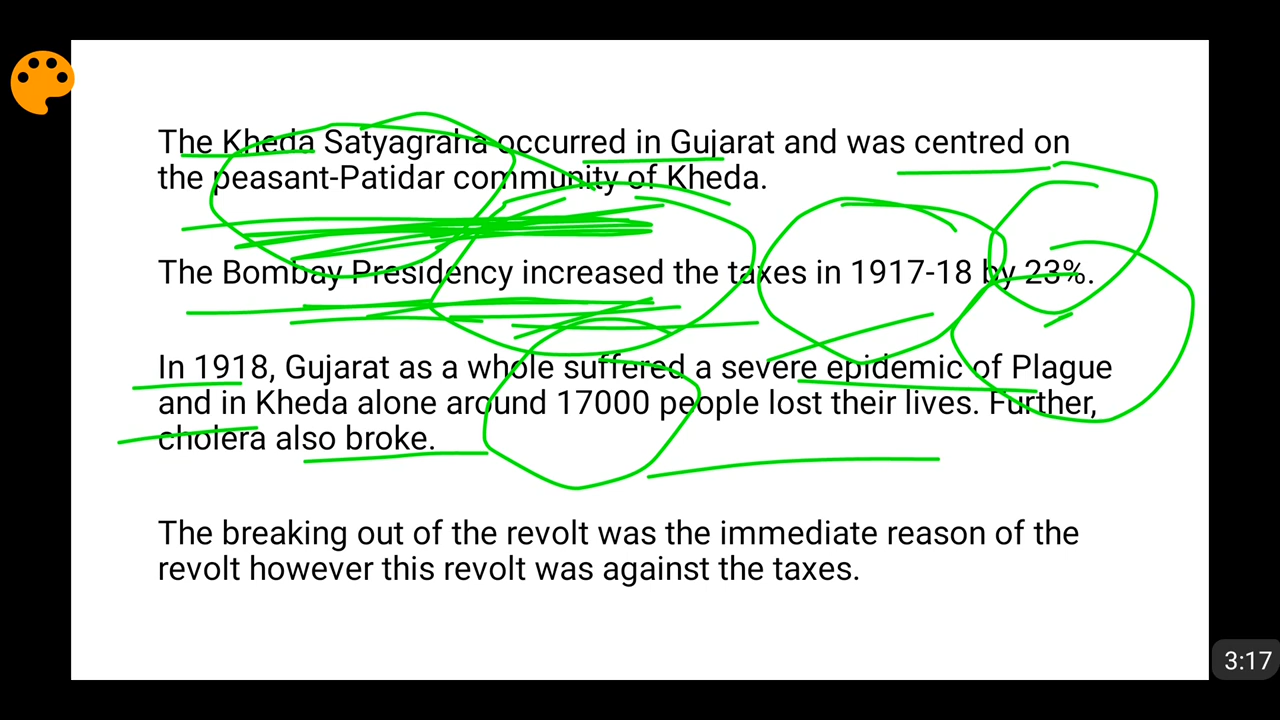 The Kheda Satyagraha occurred in Gujarat and was centred on
the peasant-Patidar community of Kheda.
The Bombay Presidency increased the taxes in 1917-18 by 23%.
In 1918, Gujarat as a whole suffered a severe epidemic of Plague
and in Kheda alone around 17000 people lost their lives. Further,
cholera also broke.
The breaking out of the revolt was the immediate reason of the
revolt however this revolt was against the taxes.
3:17